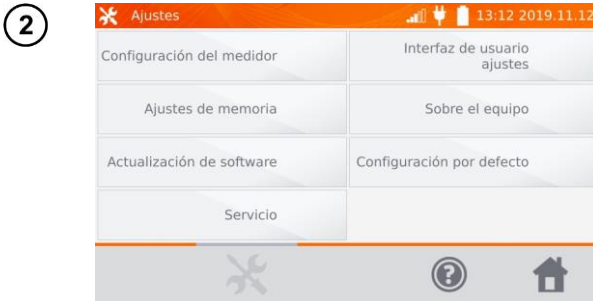 2
Ajustes
13:12 2019.11.12
Configuración del medidor
Interfaz de usuario
ajustes
Ajustes de memoria
Sobre el equipo
Actualización de software
Configuración por defecto
Servicio
?